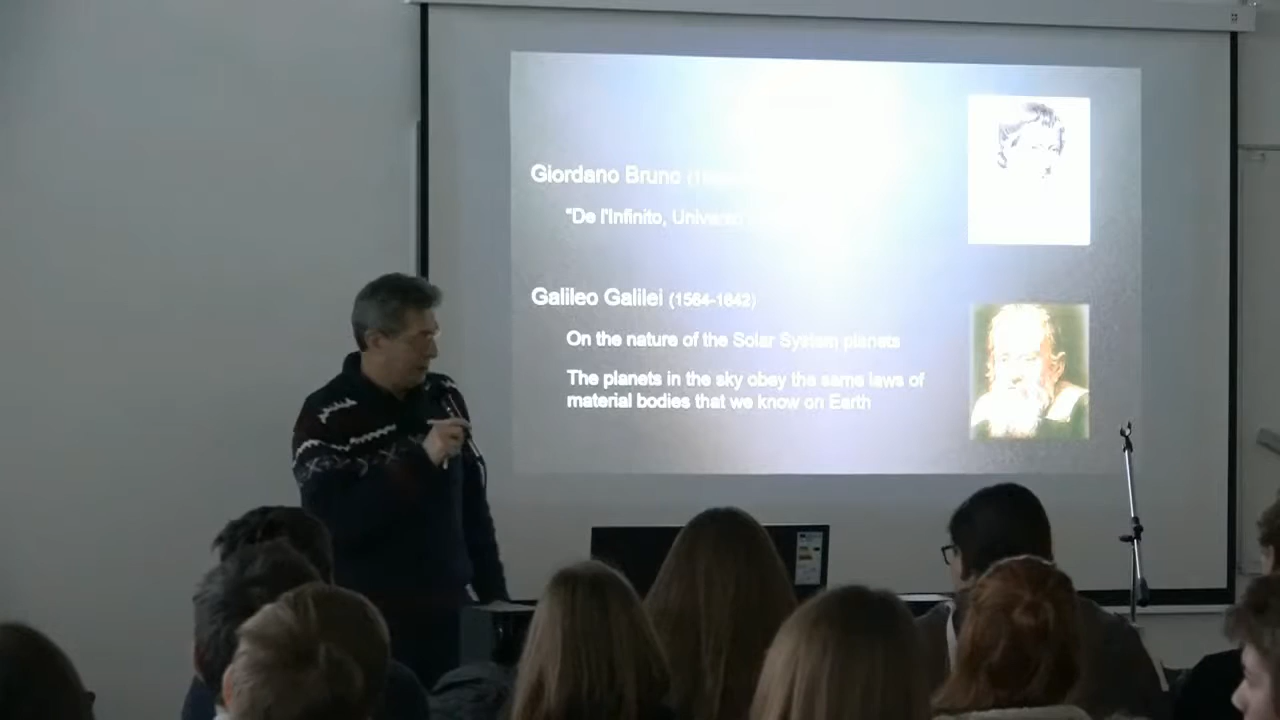 Giordano Bruno
"De l'Infinito, Universo
Galileo Galilei (1564-1642)
On the nature of the Solar System planets
The planets in the sky obey the same laws of
material bodies that we know on Earth